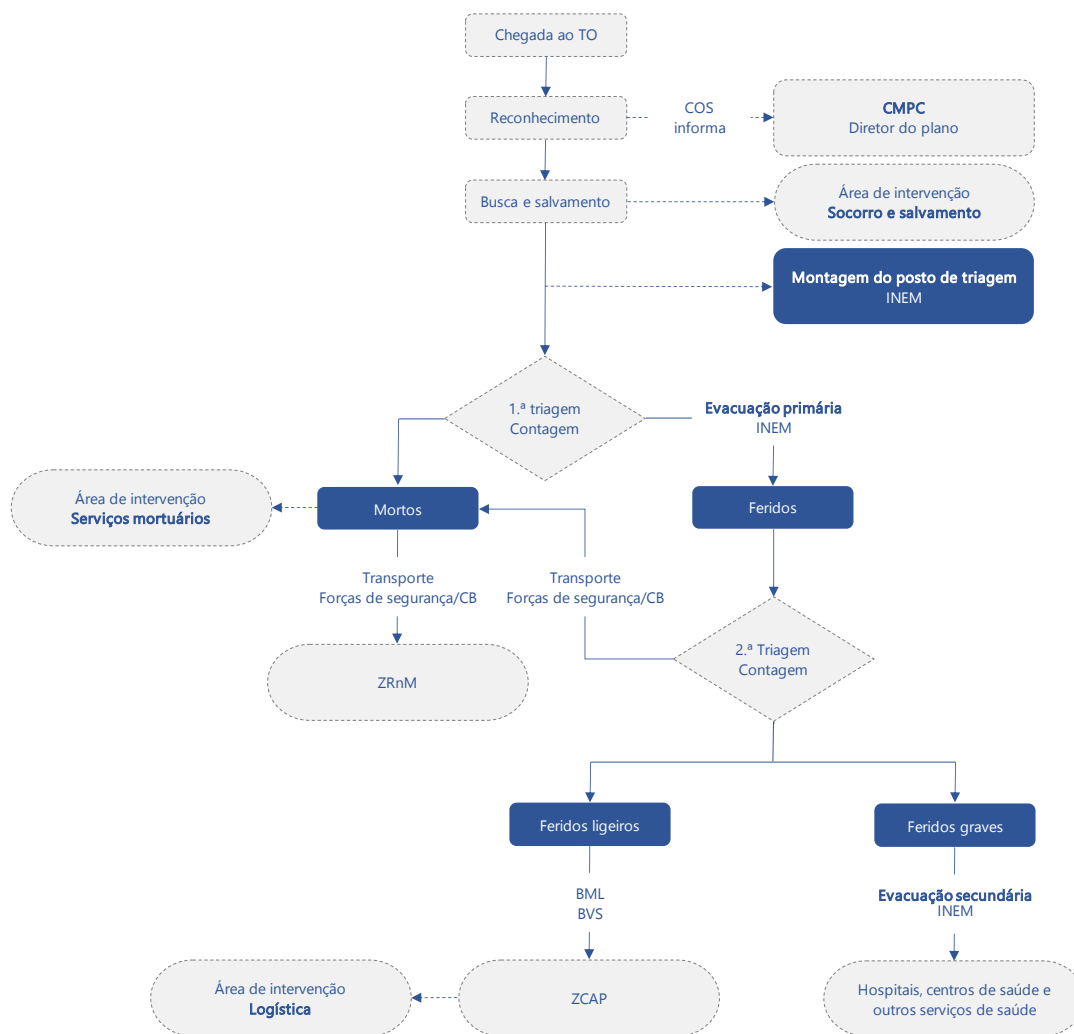 Chegada ao TO
Reconhecimento
COS
informa
CMPC
Diretor do plano
Busca e salvamento
Área de intervenção
Socorro e salvamento
Montagem do posto de triagem
INEM
1.ª triagem
Contagem
Evacuação primária
INEM
Área de intervenção
Serviços mortuários
Mortos
Feridos
Transporte
Forças de segurança/CB
Transporte
Forças de segurança/CB
2.ª Triagem
Contagem
ZRnM
Feridos ligeiros
Feridos graves
BML
BVS
Evacuação secundária
INEM
Área de intervenção
Logística
ZCAP
Hospitais, centros de saúde e
outros serviços de saúde